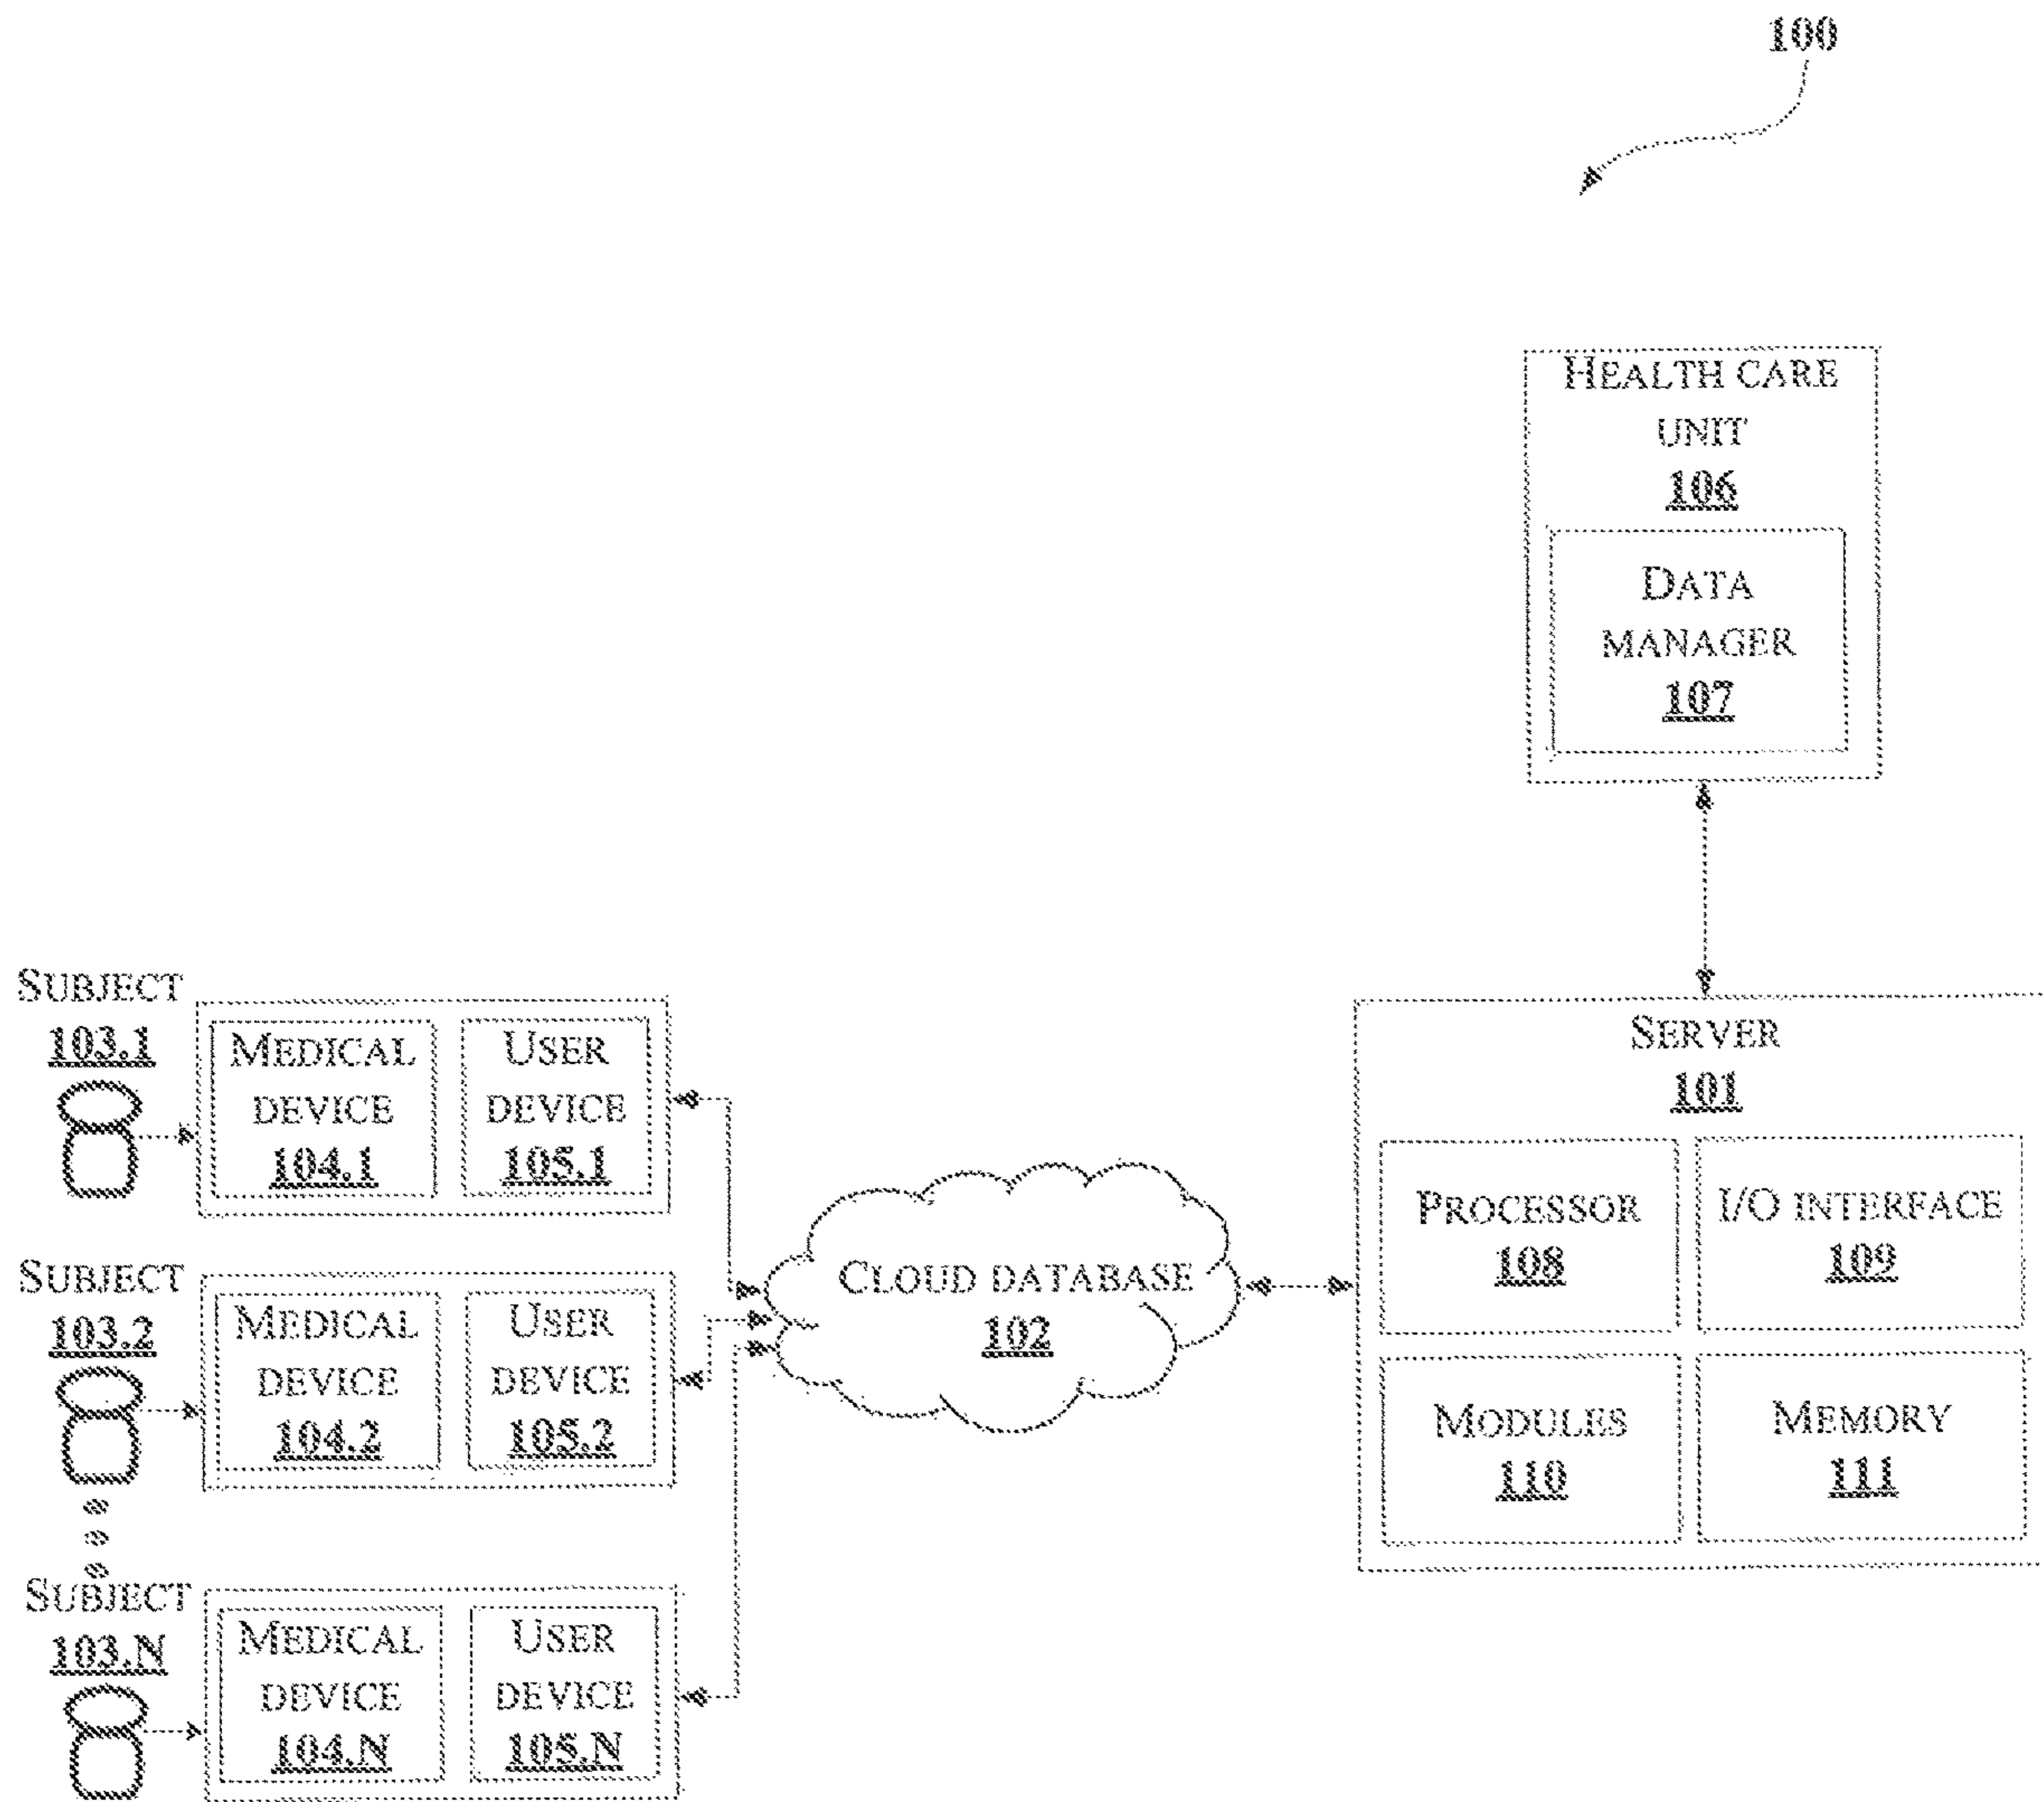 100
HEALTH CARE
UNIT
106
DATA
MANAGER
107
SUBJECT
103.1
MEDICAL
DEVICE
104.1
USER
DEVICE
105.1
SUBJECT
103.2
MEDICAL
DEVICE
104.2
USER
DEVICE
105.2
SUBJECT
103.N
MEDICAL
DEVICE
104.N
USER
DEVICE
105.N
CLOUD DATABASE
102
SERVER
101
PROCESSOR
108
I/O INTERFACE
109
MODULES
110
MEMORY
111